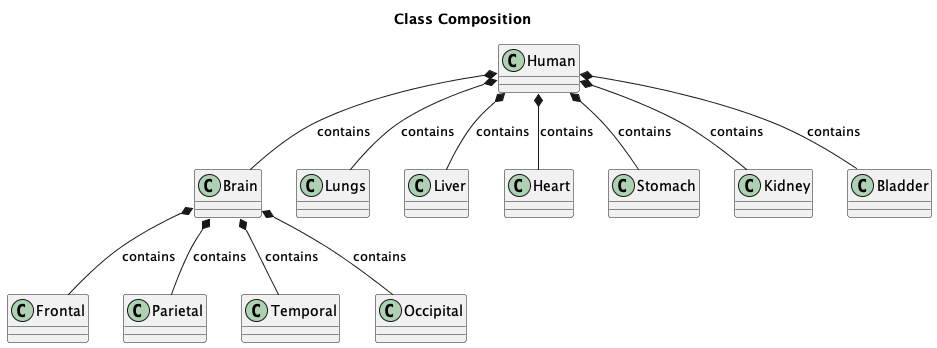 Class Composition
C Human
contains
contains
contains
contains
contains
contains
contains
C Brain
C Lungs
C Liver
C Heart
C Stomach
C Kidney
C Bladder
contains
contains
contains
contains
C Frontal
C Parietal
C Temporal
C Occipital